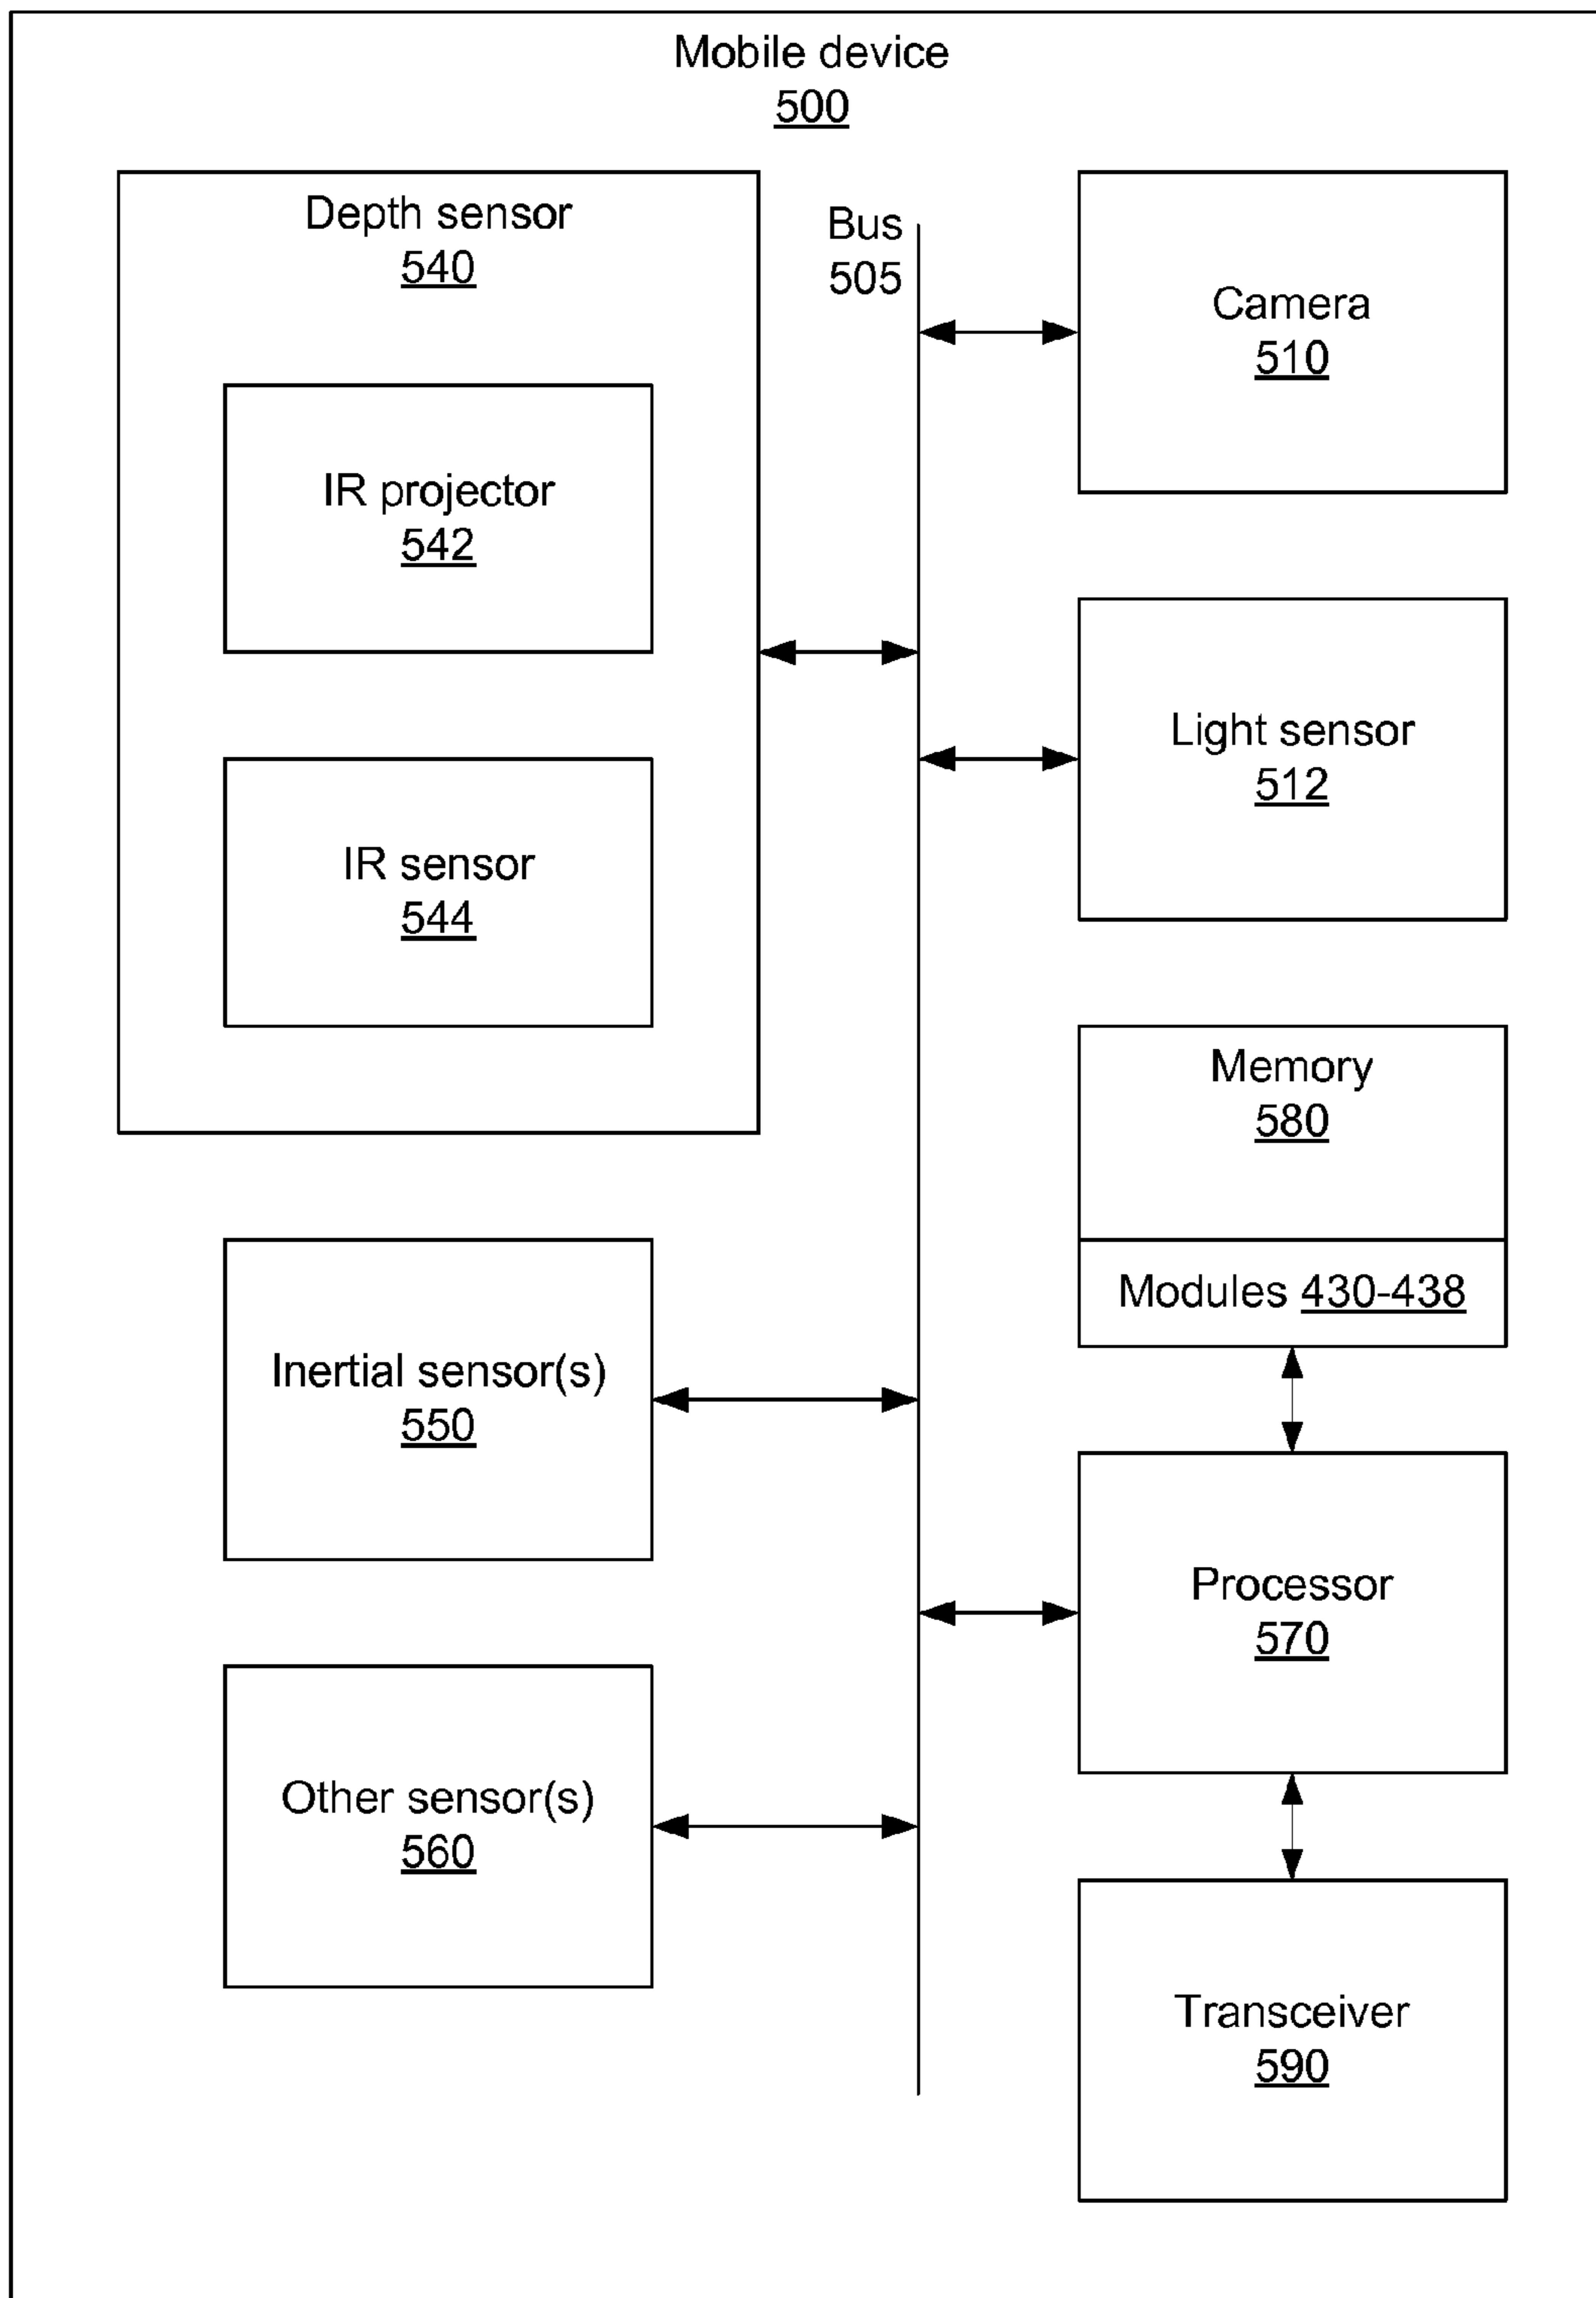 Mobile device
500
Depth sensor
540
IR projector
542
IR sensor
544
Inertial sensor(s)
550
Other sensor(s)
560
Bus
505
Camera
510
Light sensor
512
Memory
580
Modules 430-438
Processor
570
Transceiver
590